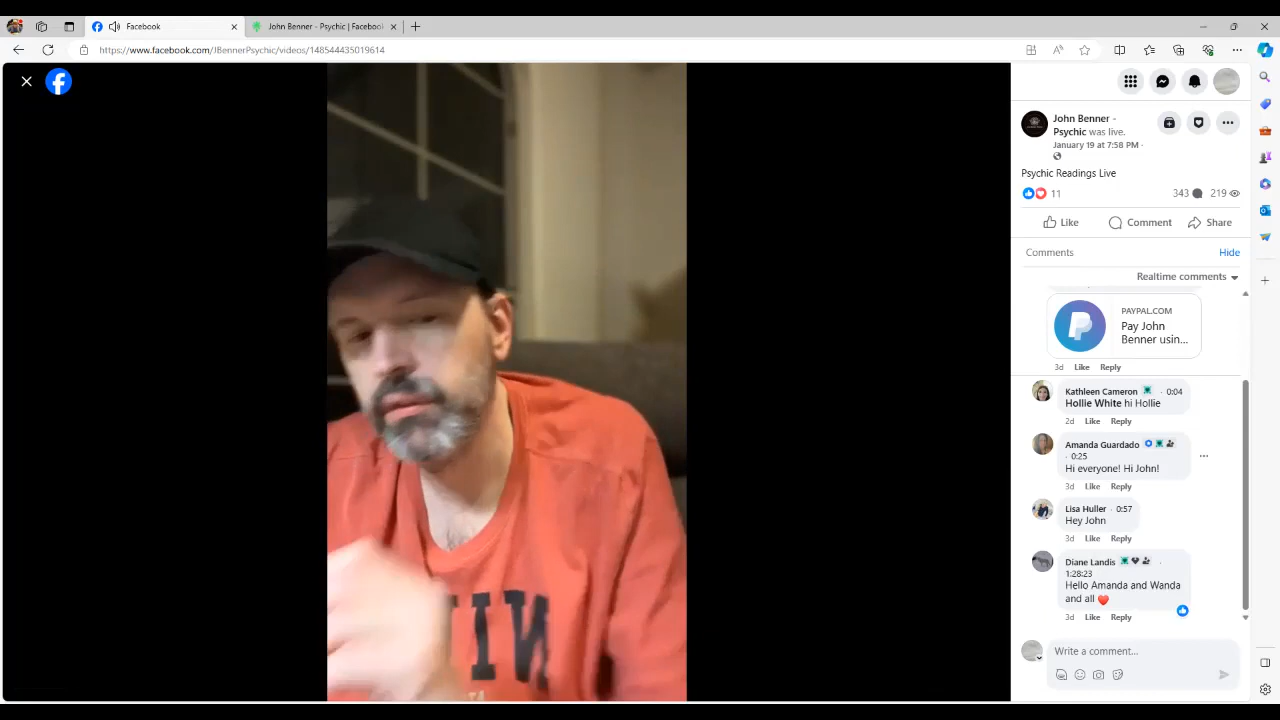 Facebook
John Benner - Psychic | Facebook
https://www.facebook.com/JBennerPsychic/videos/148544435019614
John Benner -
Psychic was live.
January 19 at 7:58 PM ·
Psychic Readings Live
11
343
219
Like
Comment
Share
Comments
Hide
Realtime comments
PAYPAL.COM
Pay John
Benner usin...
3d Like Reply
Kathleen Cameron · 0:04
Hollie White hi Hollie
2d Like Reply
Amanda Guardado
· 0:25
Hi everyone! Hi John!
3d Like Reply
Lisa Huller · 0:57
Hey John
3d Like Reply
Diane Landis ·
1:28:23
Hello Amanda and Wanda
and all ❤️
3d Like Reply
Write a comment...